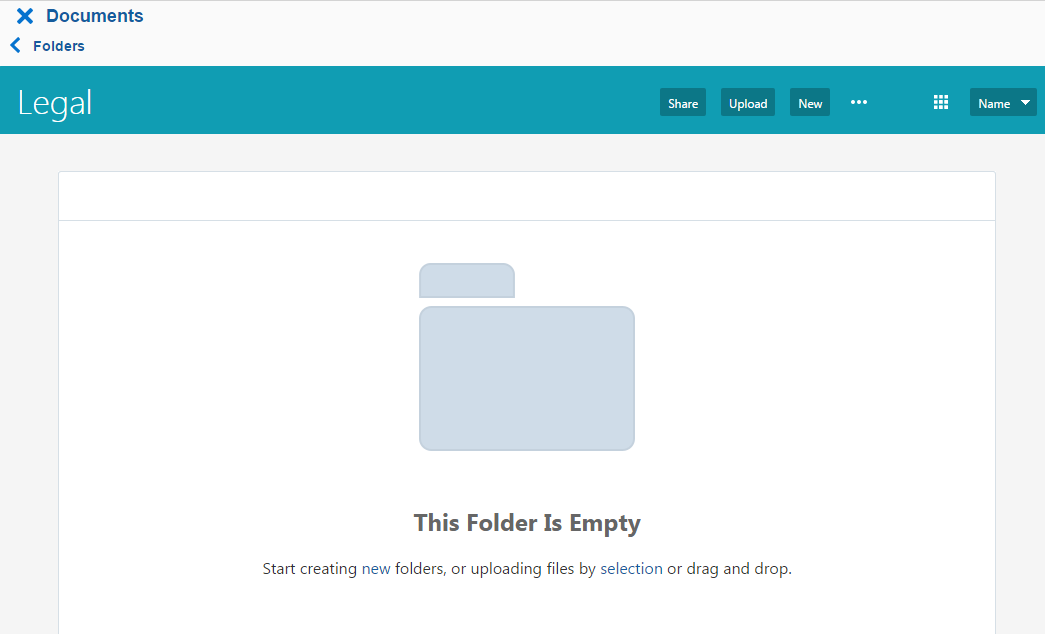 Documents
Folders
Legal
Share Upload New Name
This Folder Is Empty
Start creating new folders, or uploading files by selection or drag and drop.